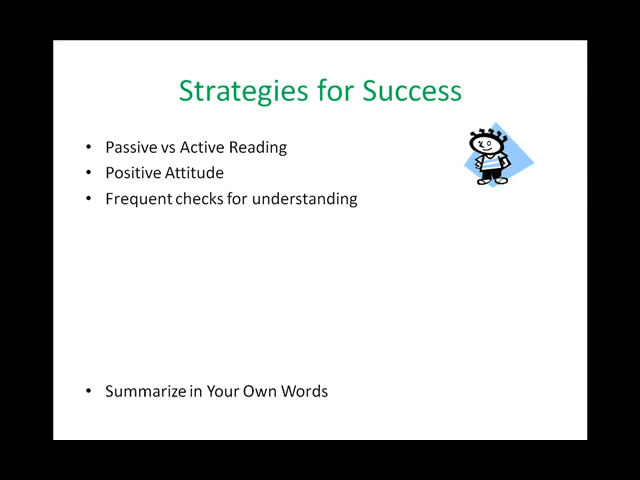 Strategies for Success
• Passive vs Active Reading
• Positive Attitude
• Frequent checks for understanding
• Summarize in Your Own Words